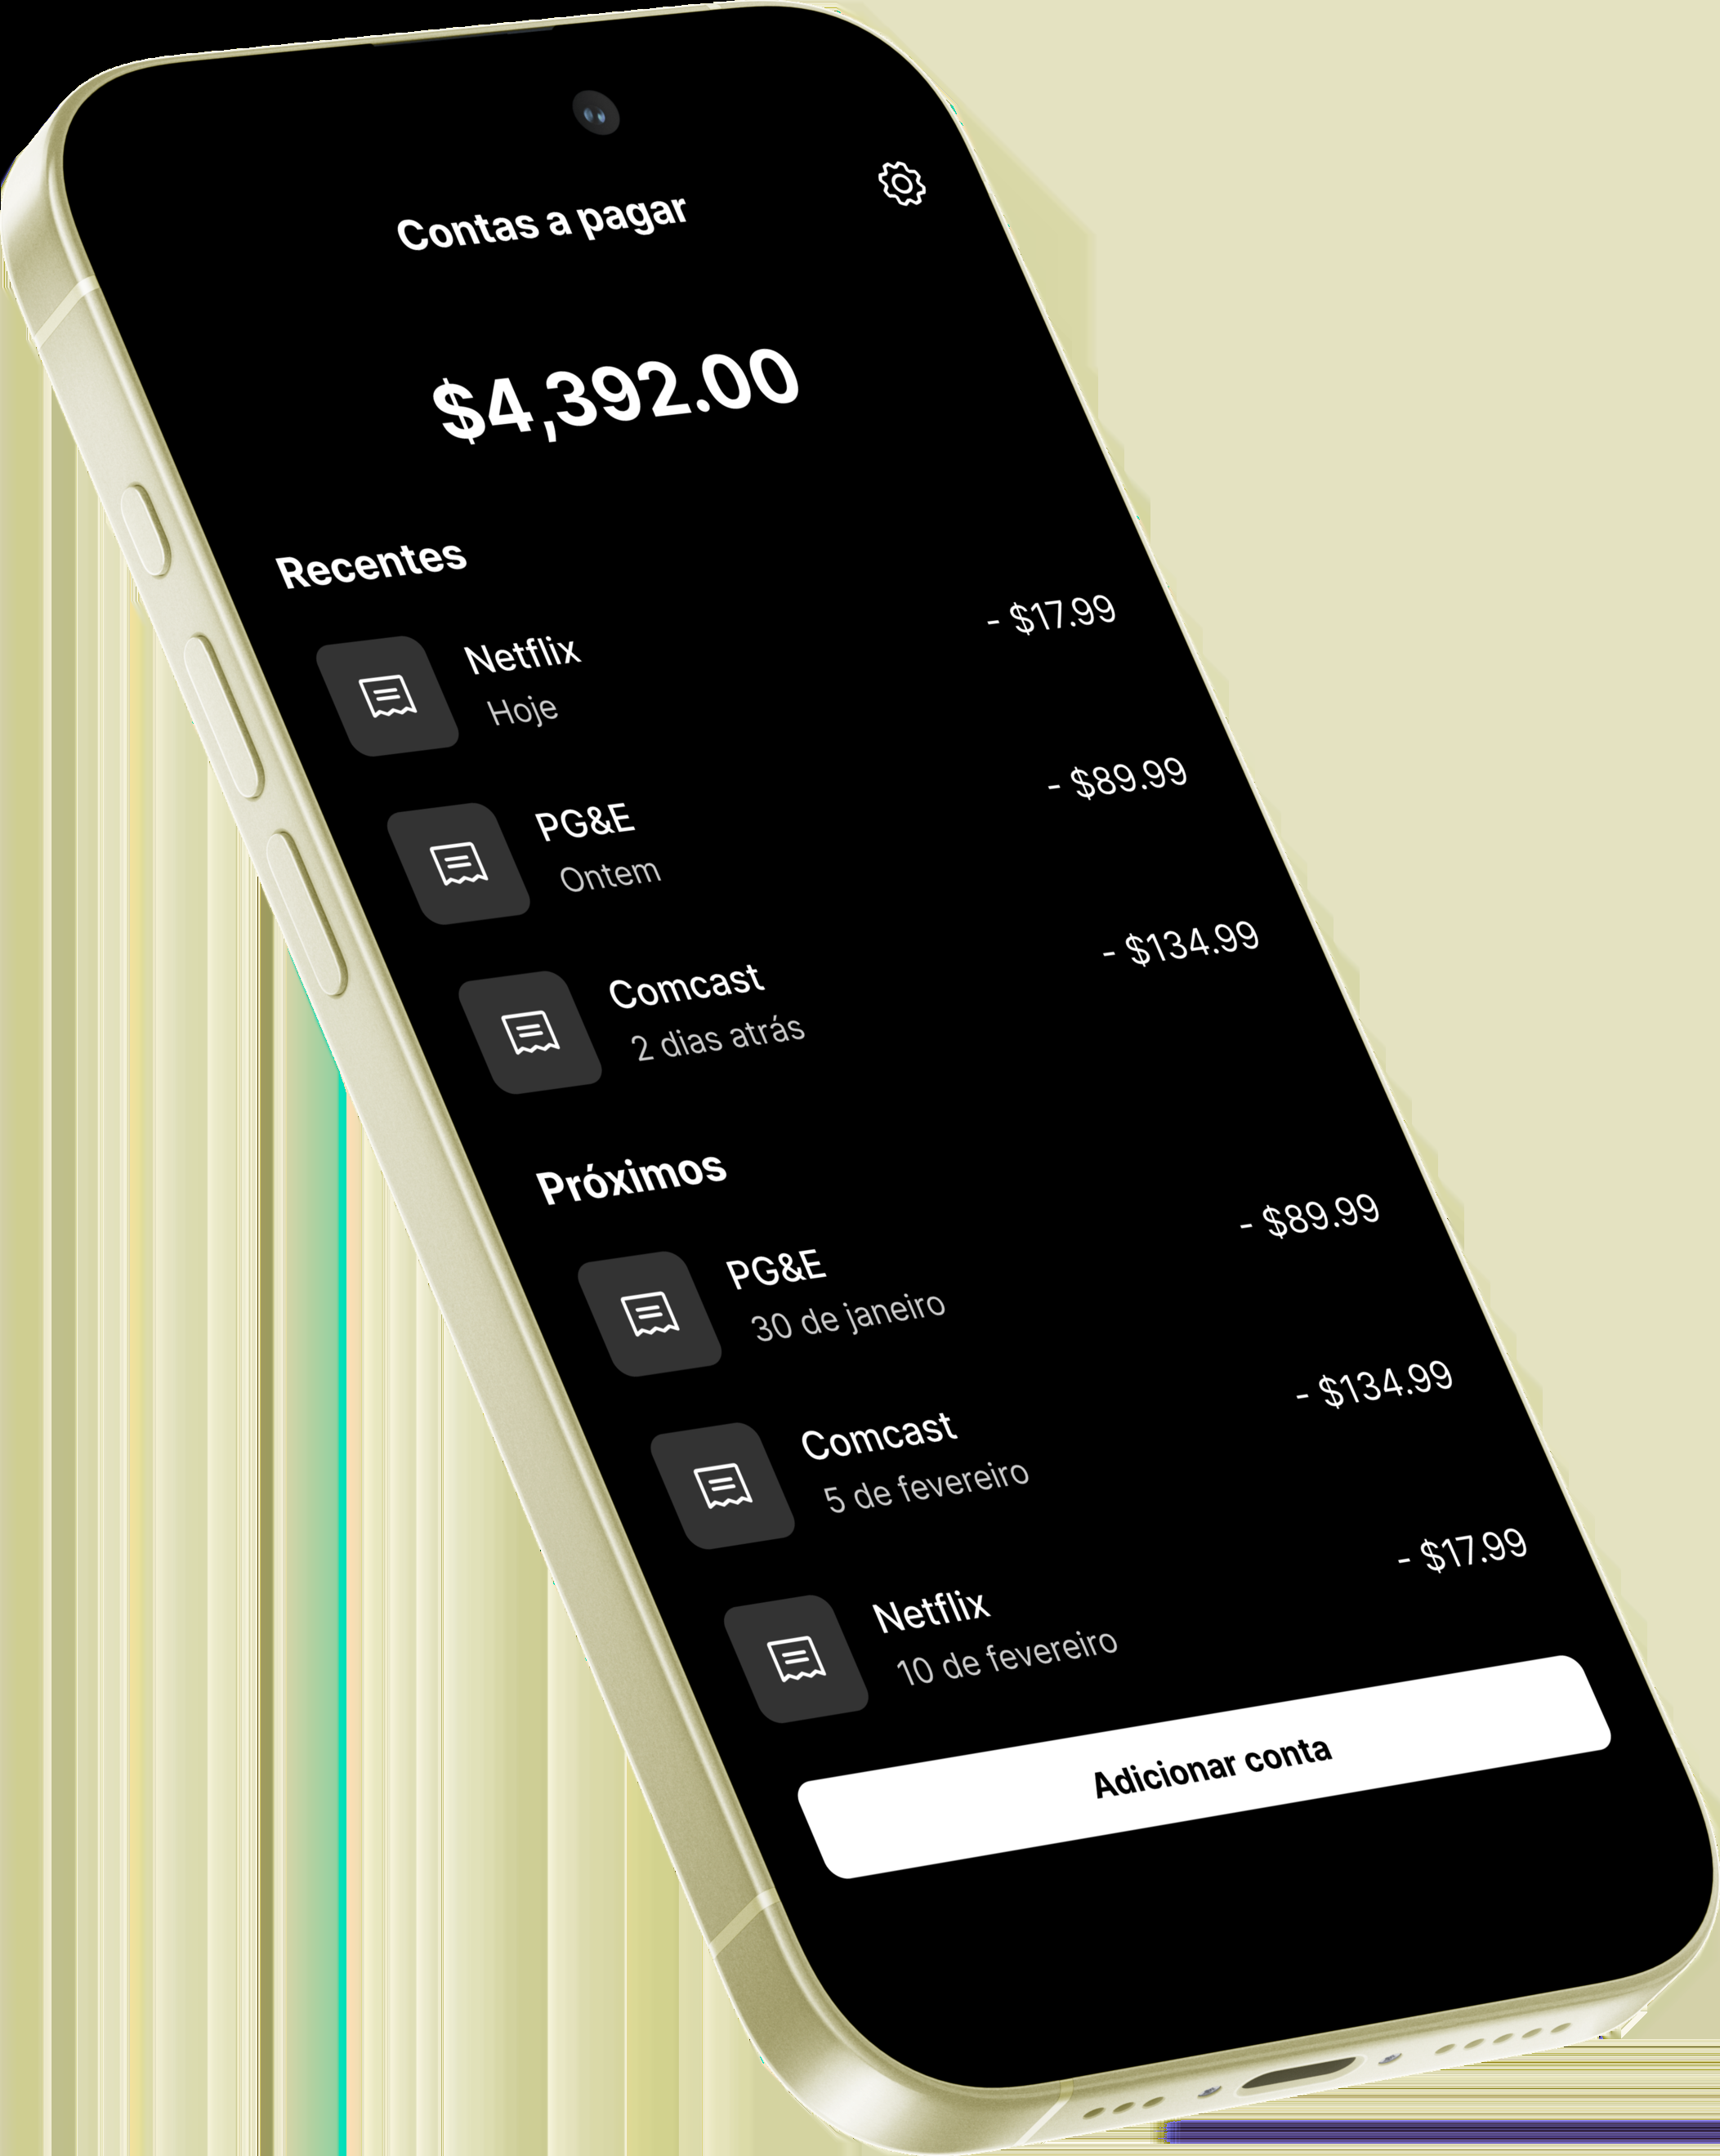 Contas a pagar
$4,392.00
Recentes
Netflix
- $17.99
Hoje
PG&E
- $89.99
Ontem
Comcast
- $134.99
2 dias atrás
Próximos
PG&E
- $89.99
30 de janeiro
Comcast
- $134.99
5 de fevereiro
Netflix
- $17.99
10 de fevereiro
Adicionar conta